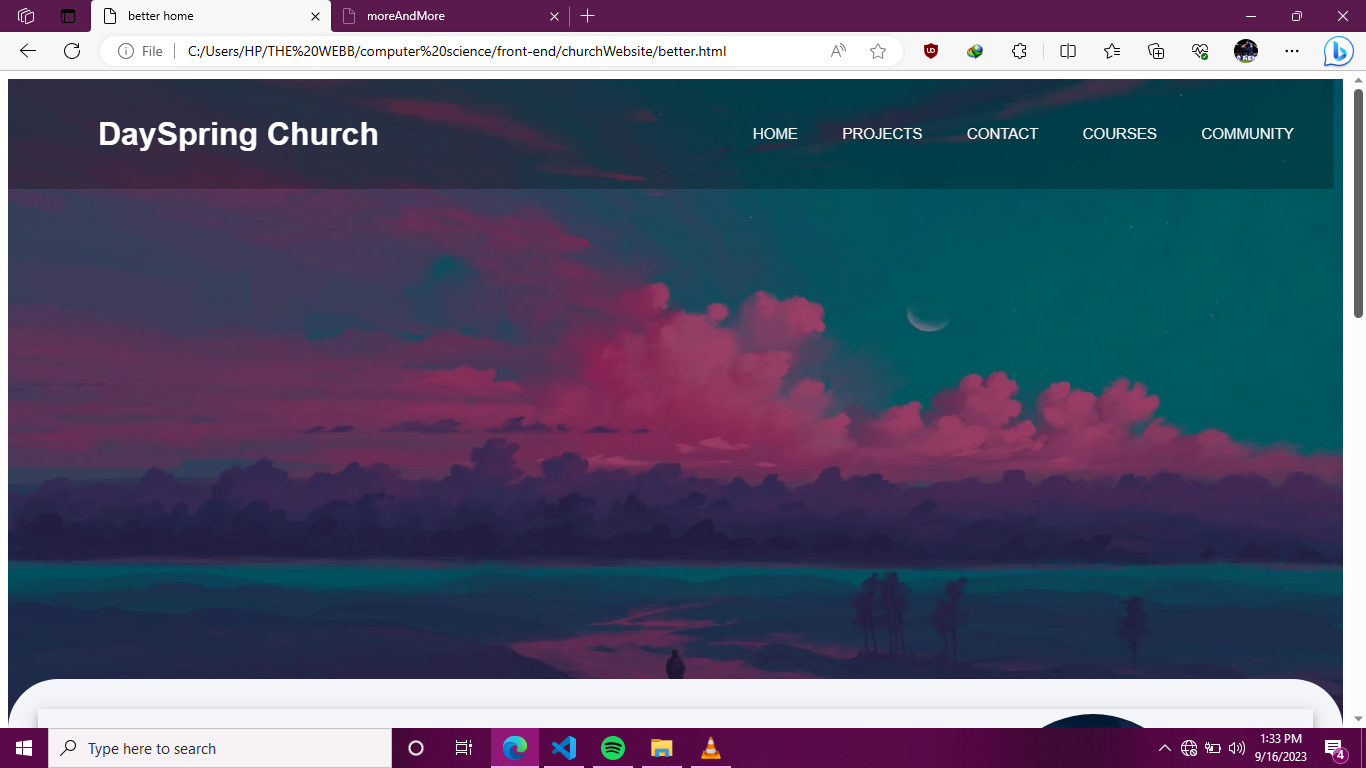 better home
moreAndMore
File
C:/Users/HP/THE%20WEBB/computer%20science/front-end/churchWebsite/better.html
DaySpring Church
HOME PROJECTS CONTACT COURSES COMMUNITY
Type here to search
1:33 PM
9/16/2023
4